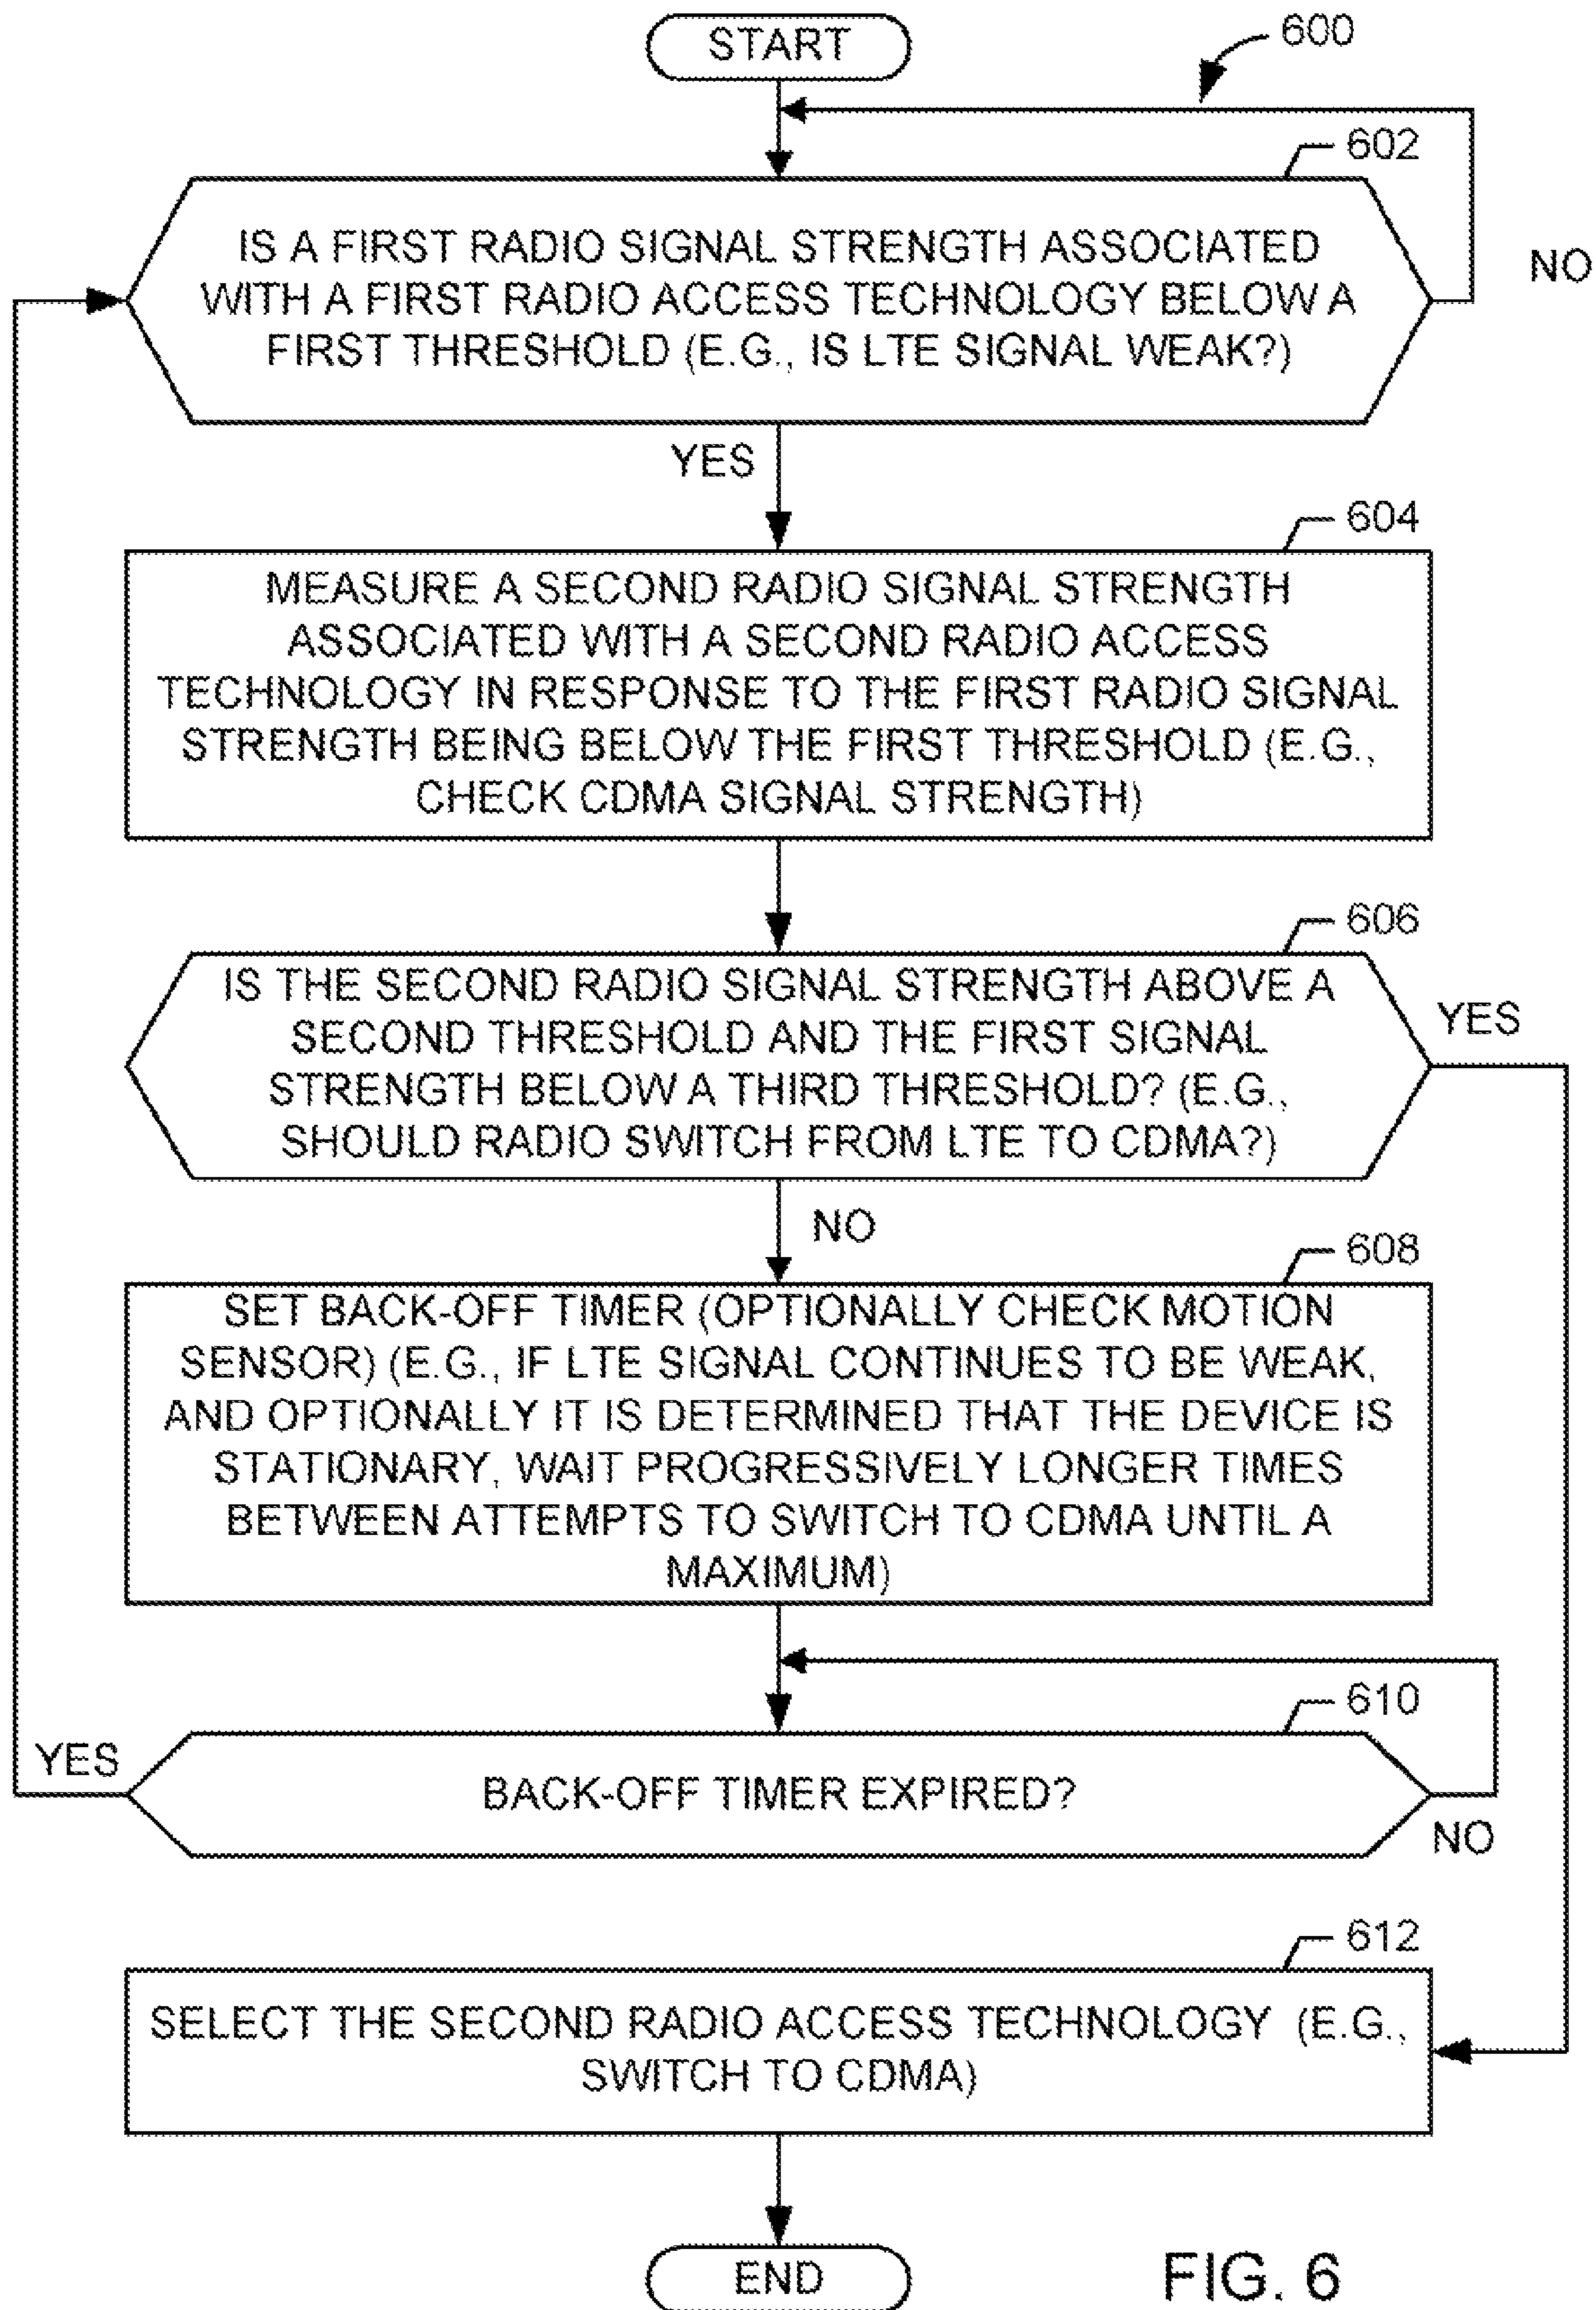 START
600
602
IS A FIRST RADIO SIGNAL STRENGTH ASSOCIATED
WITH A FIRST RADIO ACCESS TECHNOLOGY BELOW A
FIRST THRESHOLD (E.G., IS LTE SIGNAL WEAK?)
NO
YES
604
MEASURE A SECOND RADIO SIGNAL STRENGTH
ASSOCIATED WITH A SECOND RADIO ACCESS
TECHNOLOGY IN RESPONSE TO THE FIRST RADIO SIGNAL
STRENGTH BEING BELOW THE FIRST THRESHOLD (E.G.,
CHECK CDMA SIGNAL STRENGTH)
606
IS THE SECOND RADIO SIGNAL STRENGTH ABOVE A
SECOND THRESHOLD AND THE FIRST SIGNAL
STRENGTH BELOW A THIRD THRESHOLD? (E.G.,
SHOULD RADIO SWITCH FROM LTE TO CDMA?)
YES
NO
608
SET BACK-OFF TIMER (OPTIONALLY CHECK MOTION
SENSOR) (E.G., IF LTE SIGNAL CONTINUES TO BE WEAK,
AND OPTIONALLY IT IS DETERMINED THAT THE DEVICE IS
STATIONARY, WAIT PROGRESSIVELY LONGER TIMES
BETWEEN ATTEMPTS TO SWITCH TO CDMA UNTIL A
MAXIMUM)
610
YES
BACK-OFF TIMER EXPIRED?
NO
612
SELECT THE SECOND RADIO ACCESS TECHNOLOGY (E.G.,
SWITCH TO CDMA)
END
FIG. 6